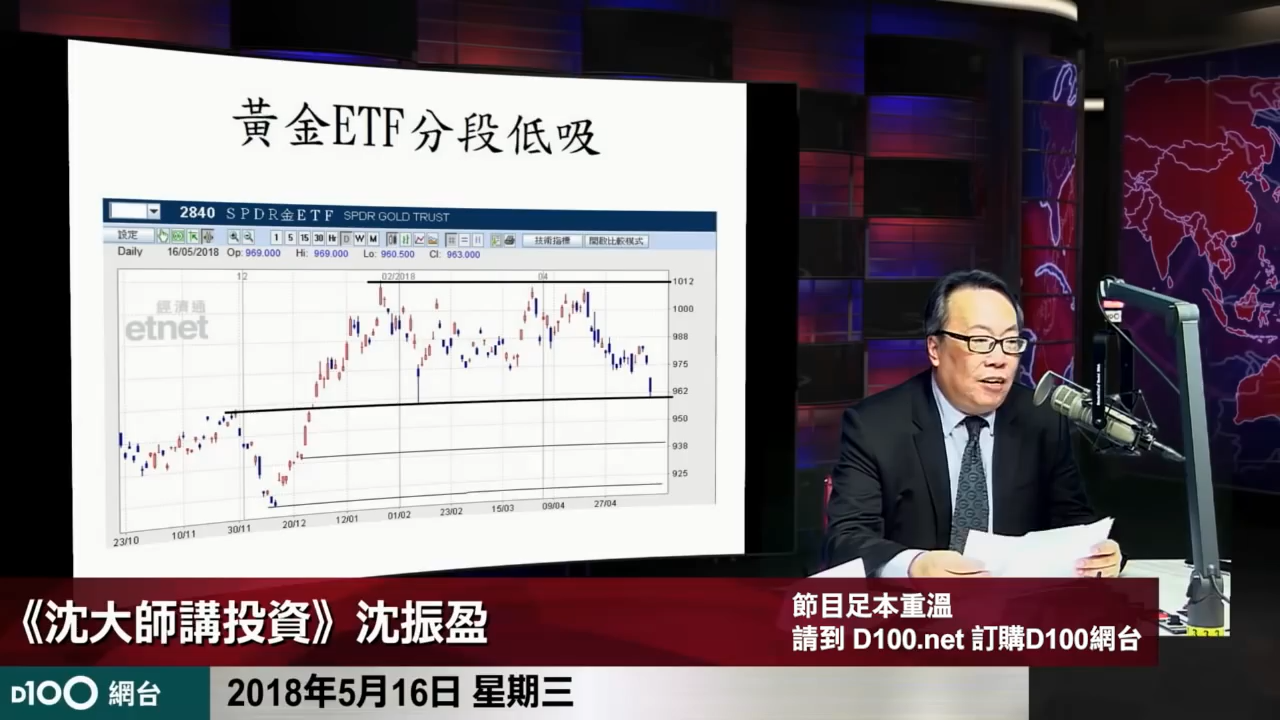 黃金ETF分段低吸
2840 SPDR金ETF SPDR GOLD TRUST
設定
1 5 15 30 Hr D W M
技術指標
開啟比較模式
Daily 16/05/2018 Op: 969.000 Hi: 969.000 Lo: 960.500 Cl: 963.000
12 02/2018 04
經濟通
etnet
1012
1000
988
975
962
950
938
925
23/10 10/11 30/11 20/12 12/01 01/02 23/02 15/03 09/04 27/04
《沈大師講投資》沈振盈
節目足本重溫
請到 D100.net 訂購D100網台
D100 網台
2018年5月16日 星期三